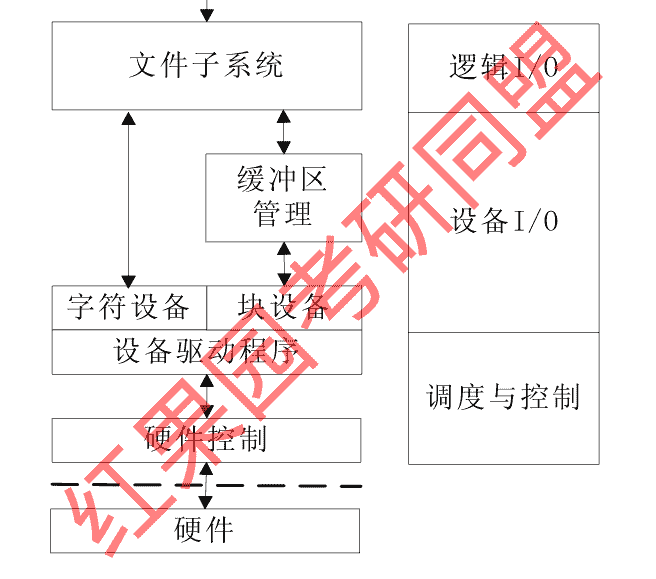 文件子系统
缓冲区
管理
字符设备
块设备
设备驱动程序
硬件控制
硬件
逻辑I/O
设备I/O
调度与控制
红果园考研同盟